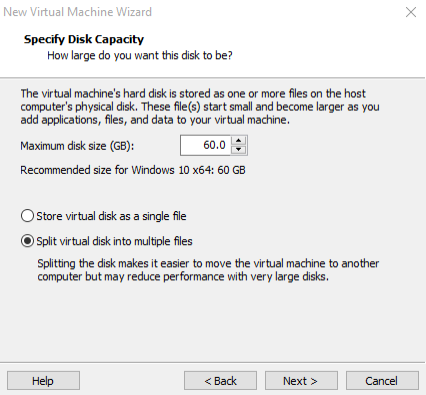 New Virtual Machine Wizard
Specify Disk Capacity
How large do you want this disk to be?
The virtual machine's hard disk is stored as one or more files on the host
computer's physical disk. These file(s) start small and become larger as you
add applications, files, and data to your virtual machine.
Maximum disk size (GB): 60.0
Recommended size for Windows 10 x64: 60 GB
Store virtual disk as a single file
Split virtual disk into multiple files
Splitting the disk makes it easier to move the virtual machine to another
computer but may reduce performance with very large disks.
Help < Back Next > Cancel